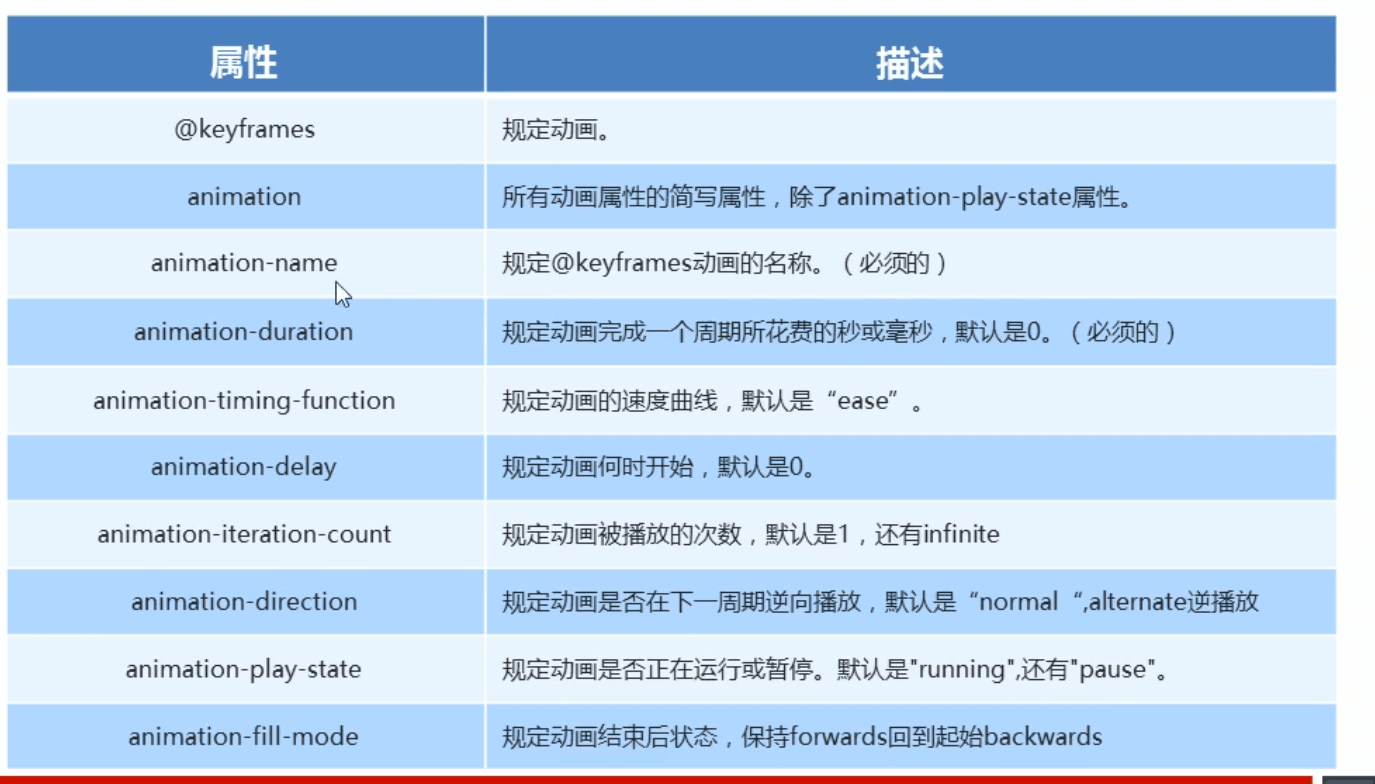 属性 描述
@keyframes 规定动画。
animation 所有动画属性的简写属性，除了animation-play-state属性。
animation-name 规定@keyframes动画的名称。（必须的）
animation-duration 规定动画完成一个周期所花费的秒或毫秒，默认是0。（必须的）
animation-timing-function 规定动画的速度曲线，默认是“ease”。
animation-delay 规定动画何时开始，默认是0。
animation-iteration-count 规定动画被播放的次数，默认是1，还有infinite
animation-direction 规定动画是否在下一周期逆向播放，默认是“normal “,alternate逆播放
animation-play-state 规定动画是否正在运行或暂停。默认是"running",还有"pause"。
animation-fill-mode 规定动画结束后状态，保持forwards回到起始backwards